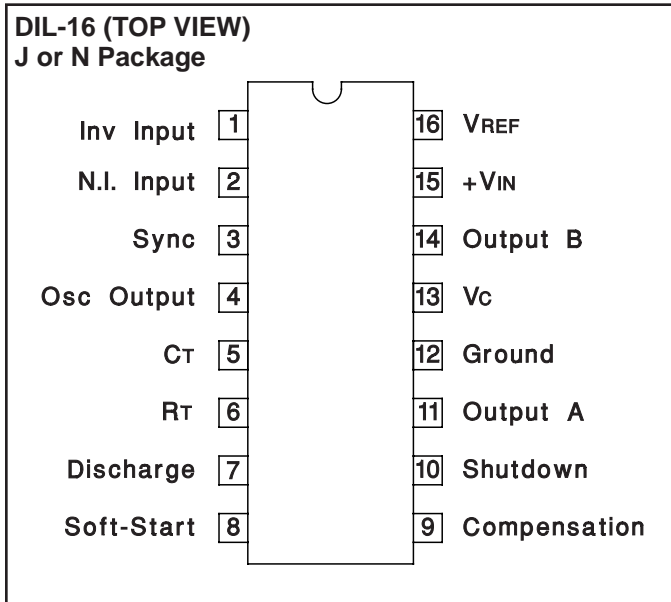 DIL-16 (TOP VIEW)
J or N Package
Inv Input 1 16 VREF
N.I. Input 2 15 +VIN
Sync 3 14 Output B
Osc Output 4 13 VC
CT 5 12 Ground
RT 6 11 Output A
Discharge 7 10 Shutdown
Soft-Start 8 9 Compensation